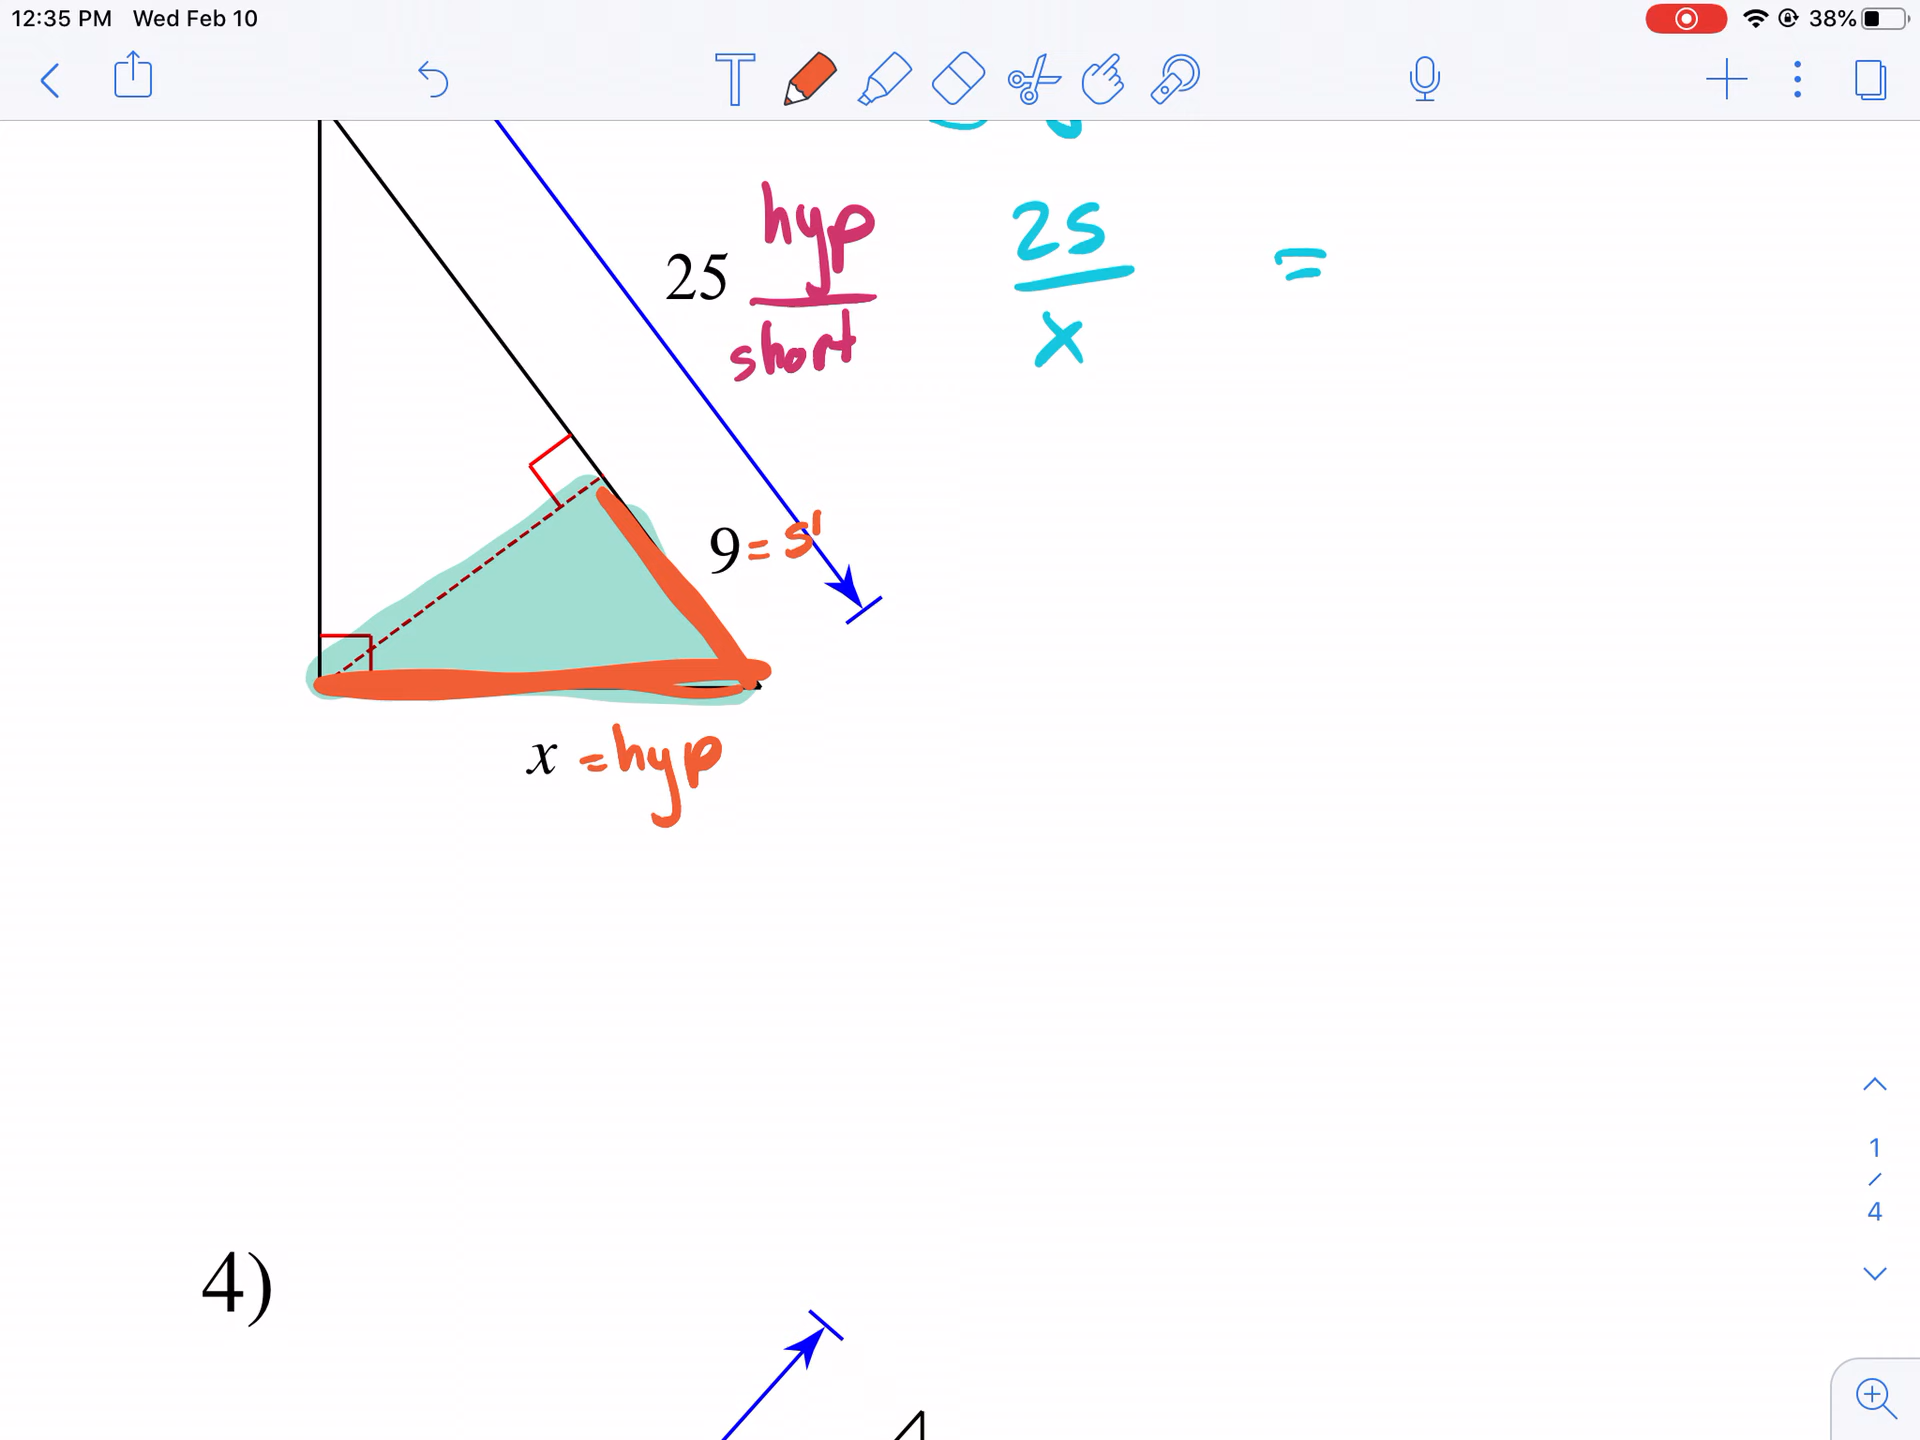 12:35 PM Wed Feb 10
38%
T
hyp
25
short
25
x
=
9 = s'
x = hyp
1
/
4
4)